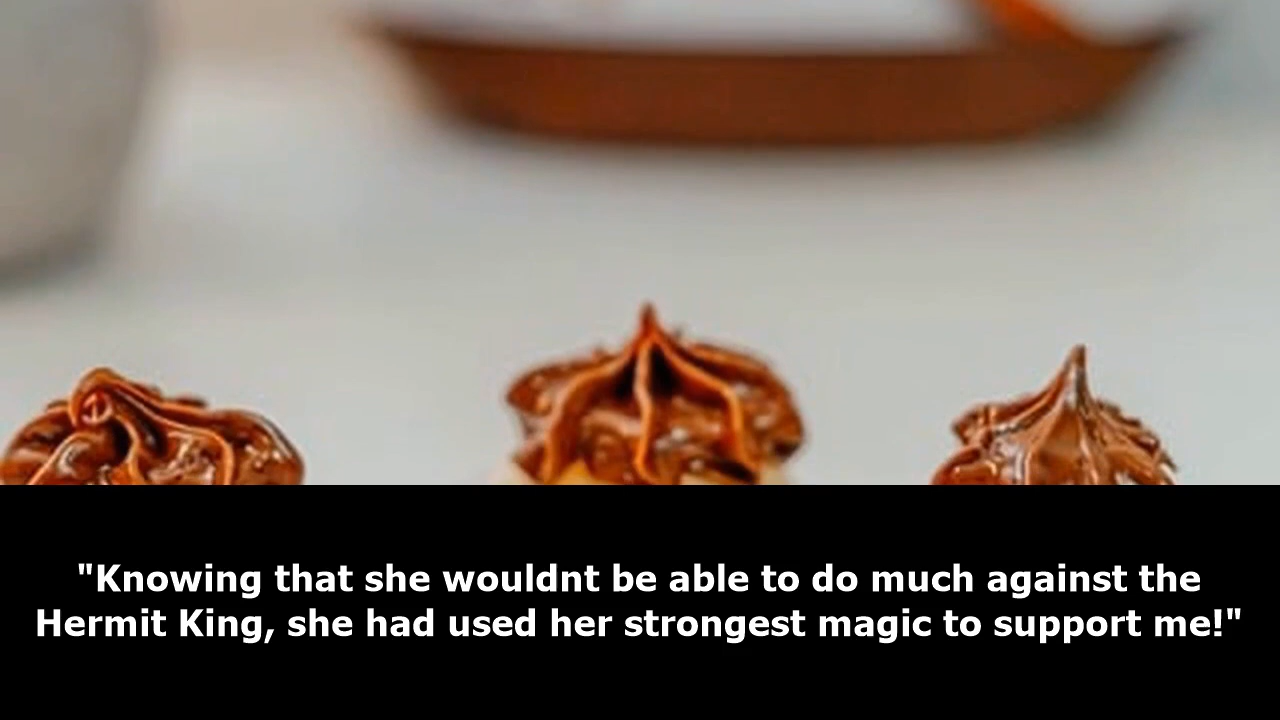 "Knowing that she wouldnt be able to do much against the
Hermit King, she had used her strongest magic to support me!"